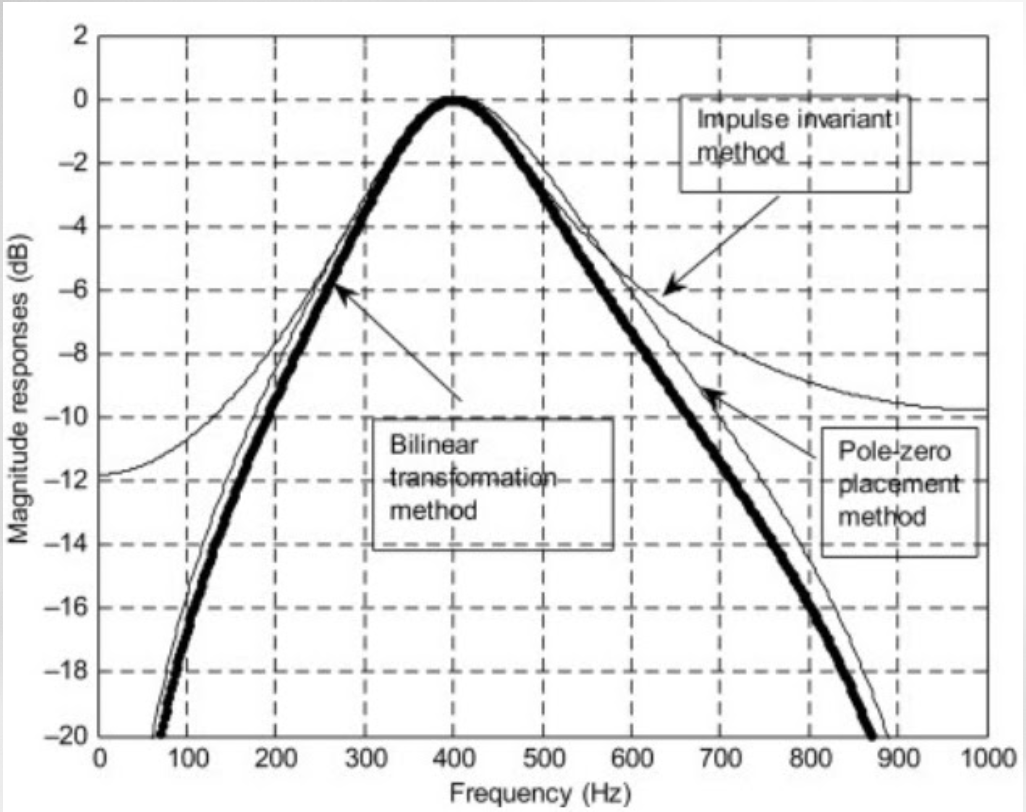 2
0
–2
–4
–6
–8
–10
–12
–14
–16
–18
–20
Magnitude responses (dB)
Impulse invariant
method
Bilinear
transformation
method
Pole-zero
placement
method
0 100 200 300 400 500 600 700 800 900 1000
Frequency (Hz)